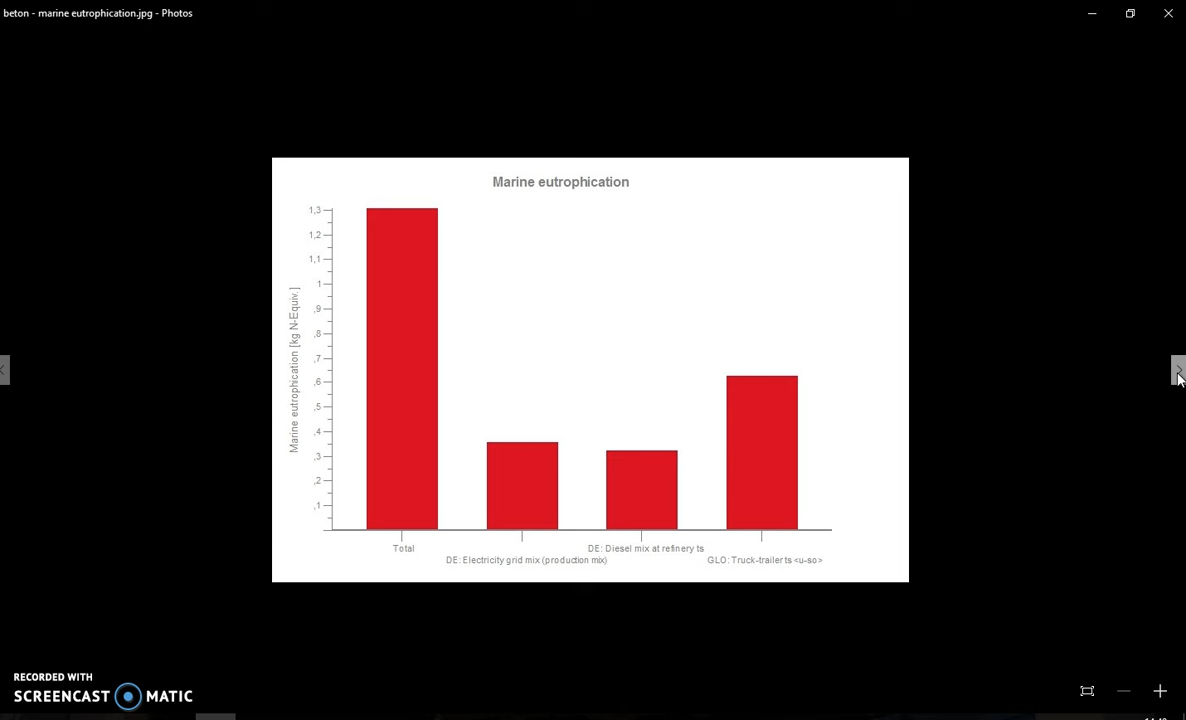 beton - marine eutrophication.jpg - Photos
Marine eutrophication
1,3
1,2
1,1
1
,9
,8
,7
,6
,5
,4
,3
,2
,1
Marine eutrophication [kg N-Equiv.]
Total
DE: Electricity grid mix (production mix)
DE: Diesel mix at refinery ts
GLO: Truck-trailer ts <u-so>
RECORDED WITH
SCREENCAST MATIC